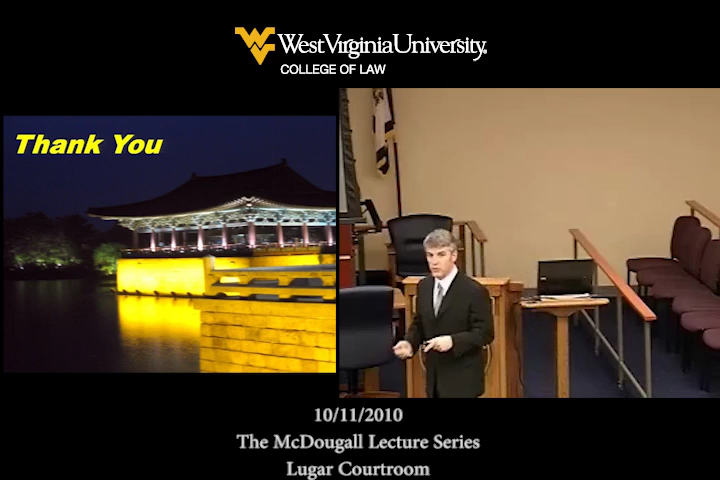 WestVirginiaUniversity®
COLLEGE OF LAW
Thank You
10/11/2010
The McDougall Lecture Series
Lugar Courtroom